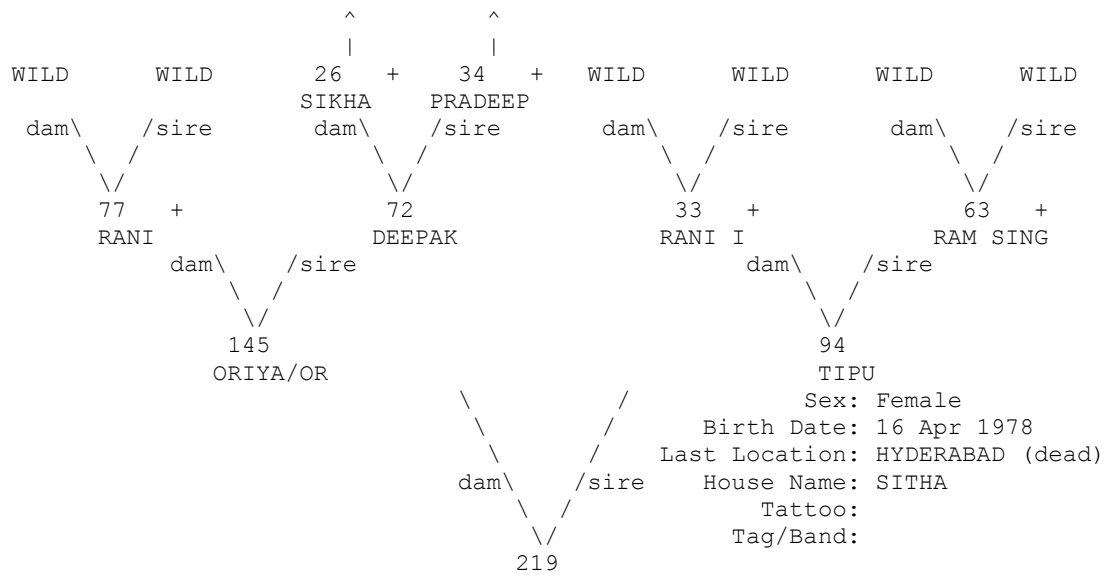 ^ ^
| |
WILD WILD 26 + 34 + WILD WILD WILD WILD
SIKHA PRADEEP
dam\ /sire dam\ /sire dam\ /sire dam\ /sire
\ / \ / \ / \ /
\/ \/ \/ \/
77 + 72 33 + 63 +
RANI DEEPAK RANI I RAM SING
dam\ /sire dam\ /sire
\ / \ /
\/ \/
145 94
ORIYA/OR TIPU
\ / Sex: Female
\ / Birth Date: 16 Apr 1978
\ / Last Location: HYDERABAD (dead)
dam\ /sire House Name: SITHA
\ / Tattoo:
\/ Tag/Band:
219